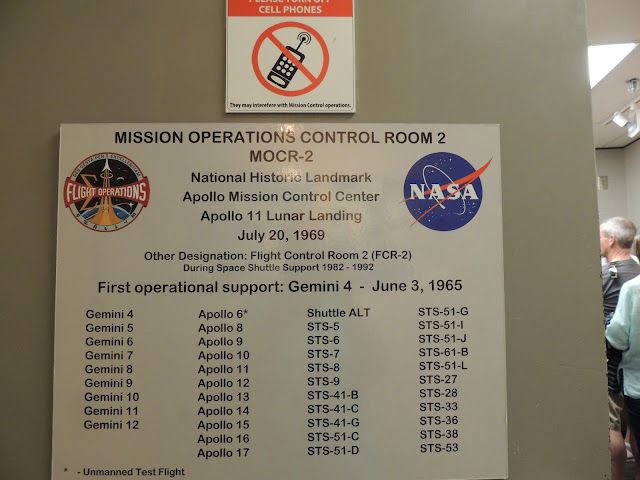 PLEASE TURN OFF
CELL PHONES
They may interefere with Mission Control operations.
MISSION OPERATIONS CONTROL ROOM 2
MOCR-2
National Historic Landmark
Apollo Mission Control Center
Apollo 11 Lunar Landing
July 20, 1969
FLIGHT OPERATIONS
NASA
Other Designation: Flight Control Room 2 (FCR-2)
During Space Shuttle Support 1982 - 1992
First operational support: Gemini 4 - June 3, 1965
Gemini 4
Gemini 5
Gemini 6
Gemini 7
Gemini 8
Gemini 9
Gemini 10
Gemini 11
Gemini 12
Apollo 6*
Apollo 8
Apollo 9
Apollo 10
Apollo 11
Apollo 12
Apollo 13
Apollo 14
Apollo 15
Apollo 16
Apollo 17
Shuttle ALT
STS-5
STS-6
STS-7
STS-8
STS-9
STS-41-B
STS-41-C
STS-41-G
STS-51-C
STS-51-D
STS-51-G
STS-51-I
STS-51-J
STS-61-B
STS-51-L
STS-27
STS-28
STS-33
STS-36
STS-38
STS-53
* - Unmanned Test Flight